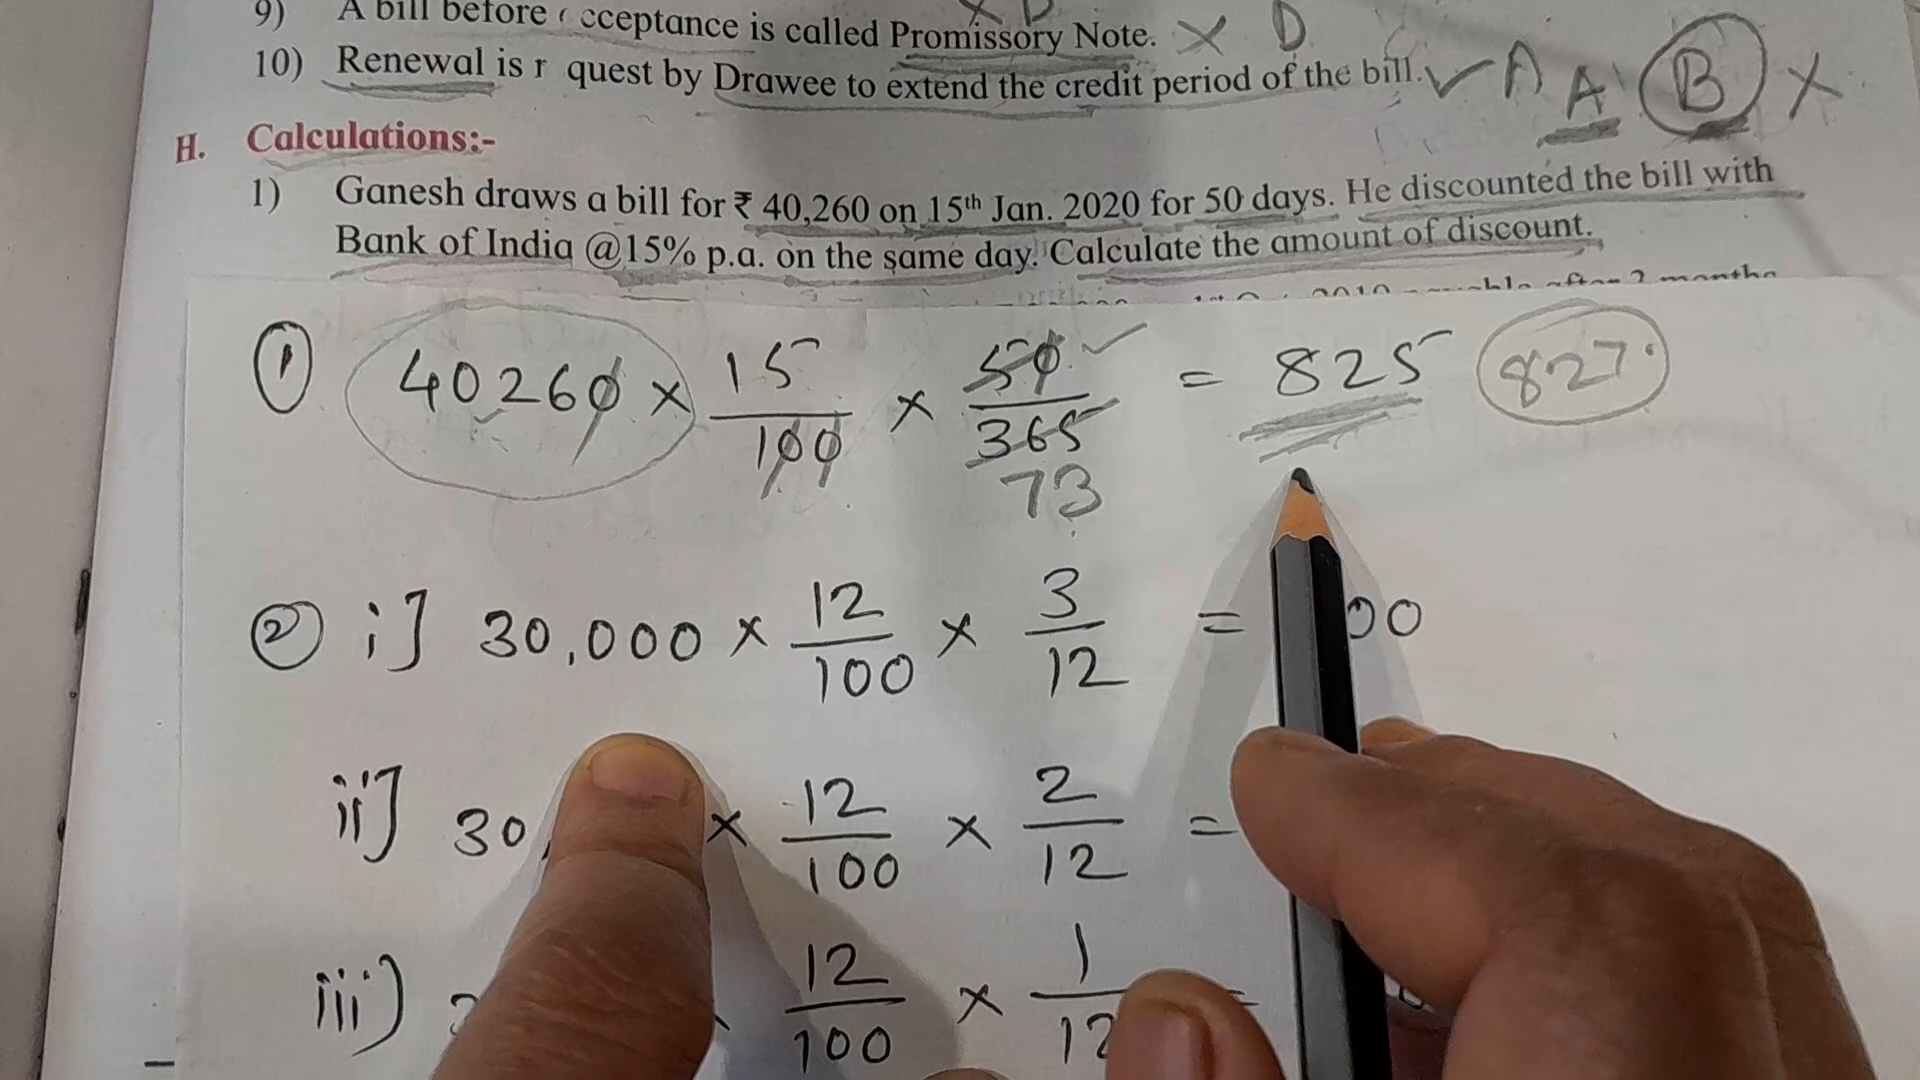 9) A bill before cceptance is called Promissory Note. X D
10) Renewal is r quest by Drawee to extend the credit period of the bill. ✓ A A B X
H. Calculations:-
1) Ganesh draws a bill for ₹ 40,260 on 15th Jan. 2020 for 50 days. He discounted the bill with
Bank of India @15% p.a. on the same day. Calculate the amount of discount.
① 40260 × 15/100 × 50/365 = 825 827.
73
② i] 30,000 × 12/100 × 3/12 = 00
ii] 30, × 12/100 × 2/12 =
iii) × 12/100 × 1/12 =